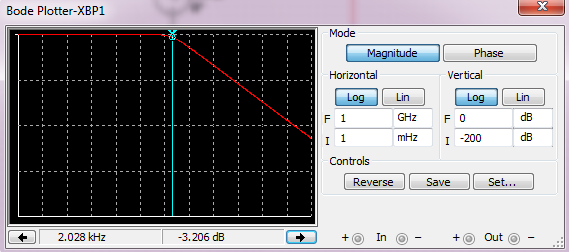 Bode Plotter-XBP1
Mode
Magnitude Phase
Horizontal Vertical
Log Lin Log Lin
F 1 GHz F 0 dB
I 1 mHz I -200 dB
Controls
Reverse Save Set...
2.028 kHz -3.206 dB + In - + Out -